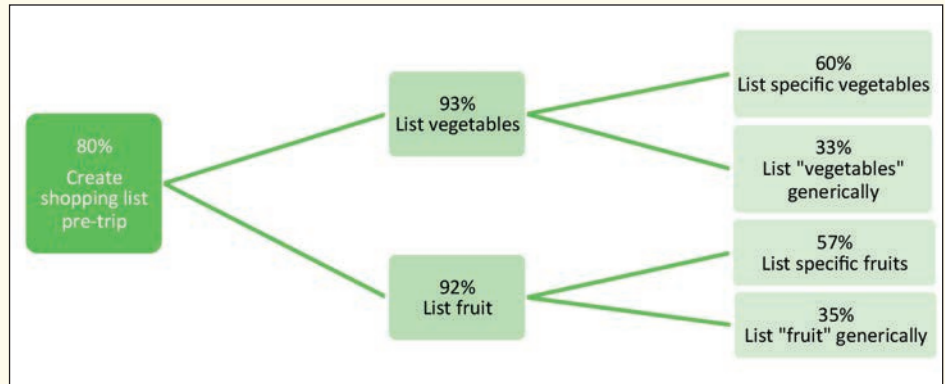 80%
Create
shopping list
pre-trip
93%
List vegetables
60%
List specific vegetables
33%
List "vegetables"
generically
92%
List fruit
57%
List specific fruits
35%
List "fruit" generically